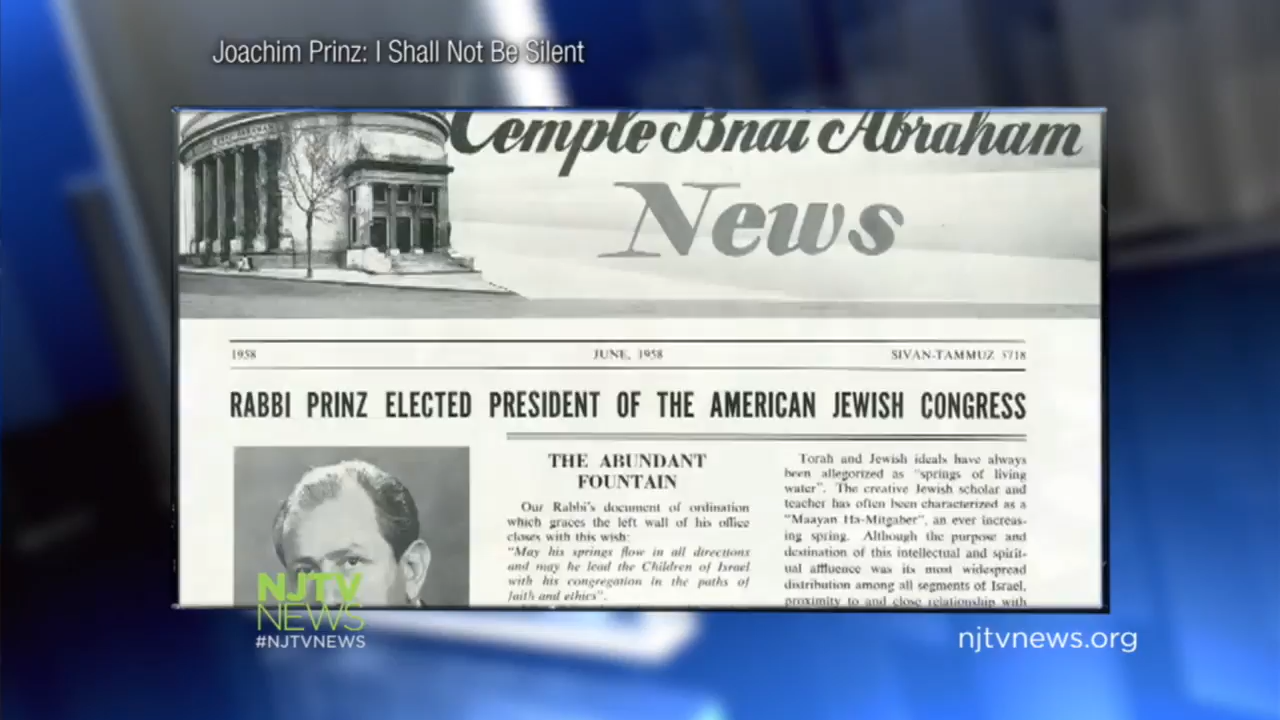 Joachim Prinz: I Shall Not Be Silent
Temple Bnai Abraham
News
1958 JUNE, 1958 SIVAN-TAMMUZ 5718
RABBI PRINZ ELECTED PRESIDENT OF THE AMERICAN JEWISH CONGRESS
THE ABUNDANT
FOUNTAIN
Our Rabbi's document of ordination
which graces the left wall of his office
closes with this wish:
"May his springs flow in all directions
and may he lead the Children of Israel
with his congregation in the paths of
faith and ethics".
Torah and Jewish ideals have always
been allegorized as "springs of living
water". The creative Jewish scholar and
teacher has often been characterized as a
"Maayan Ha-Mitgaber", an ever increas-
ing spring. Although the purpose and
destination of this intellectual and spirit-
ual affluence was its most widespread
distribution among all segments of Israel,
proximity to and close relationship with
NJTV
NEWS
#NJTVNEWS
njtvnews.org